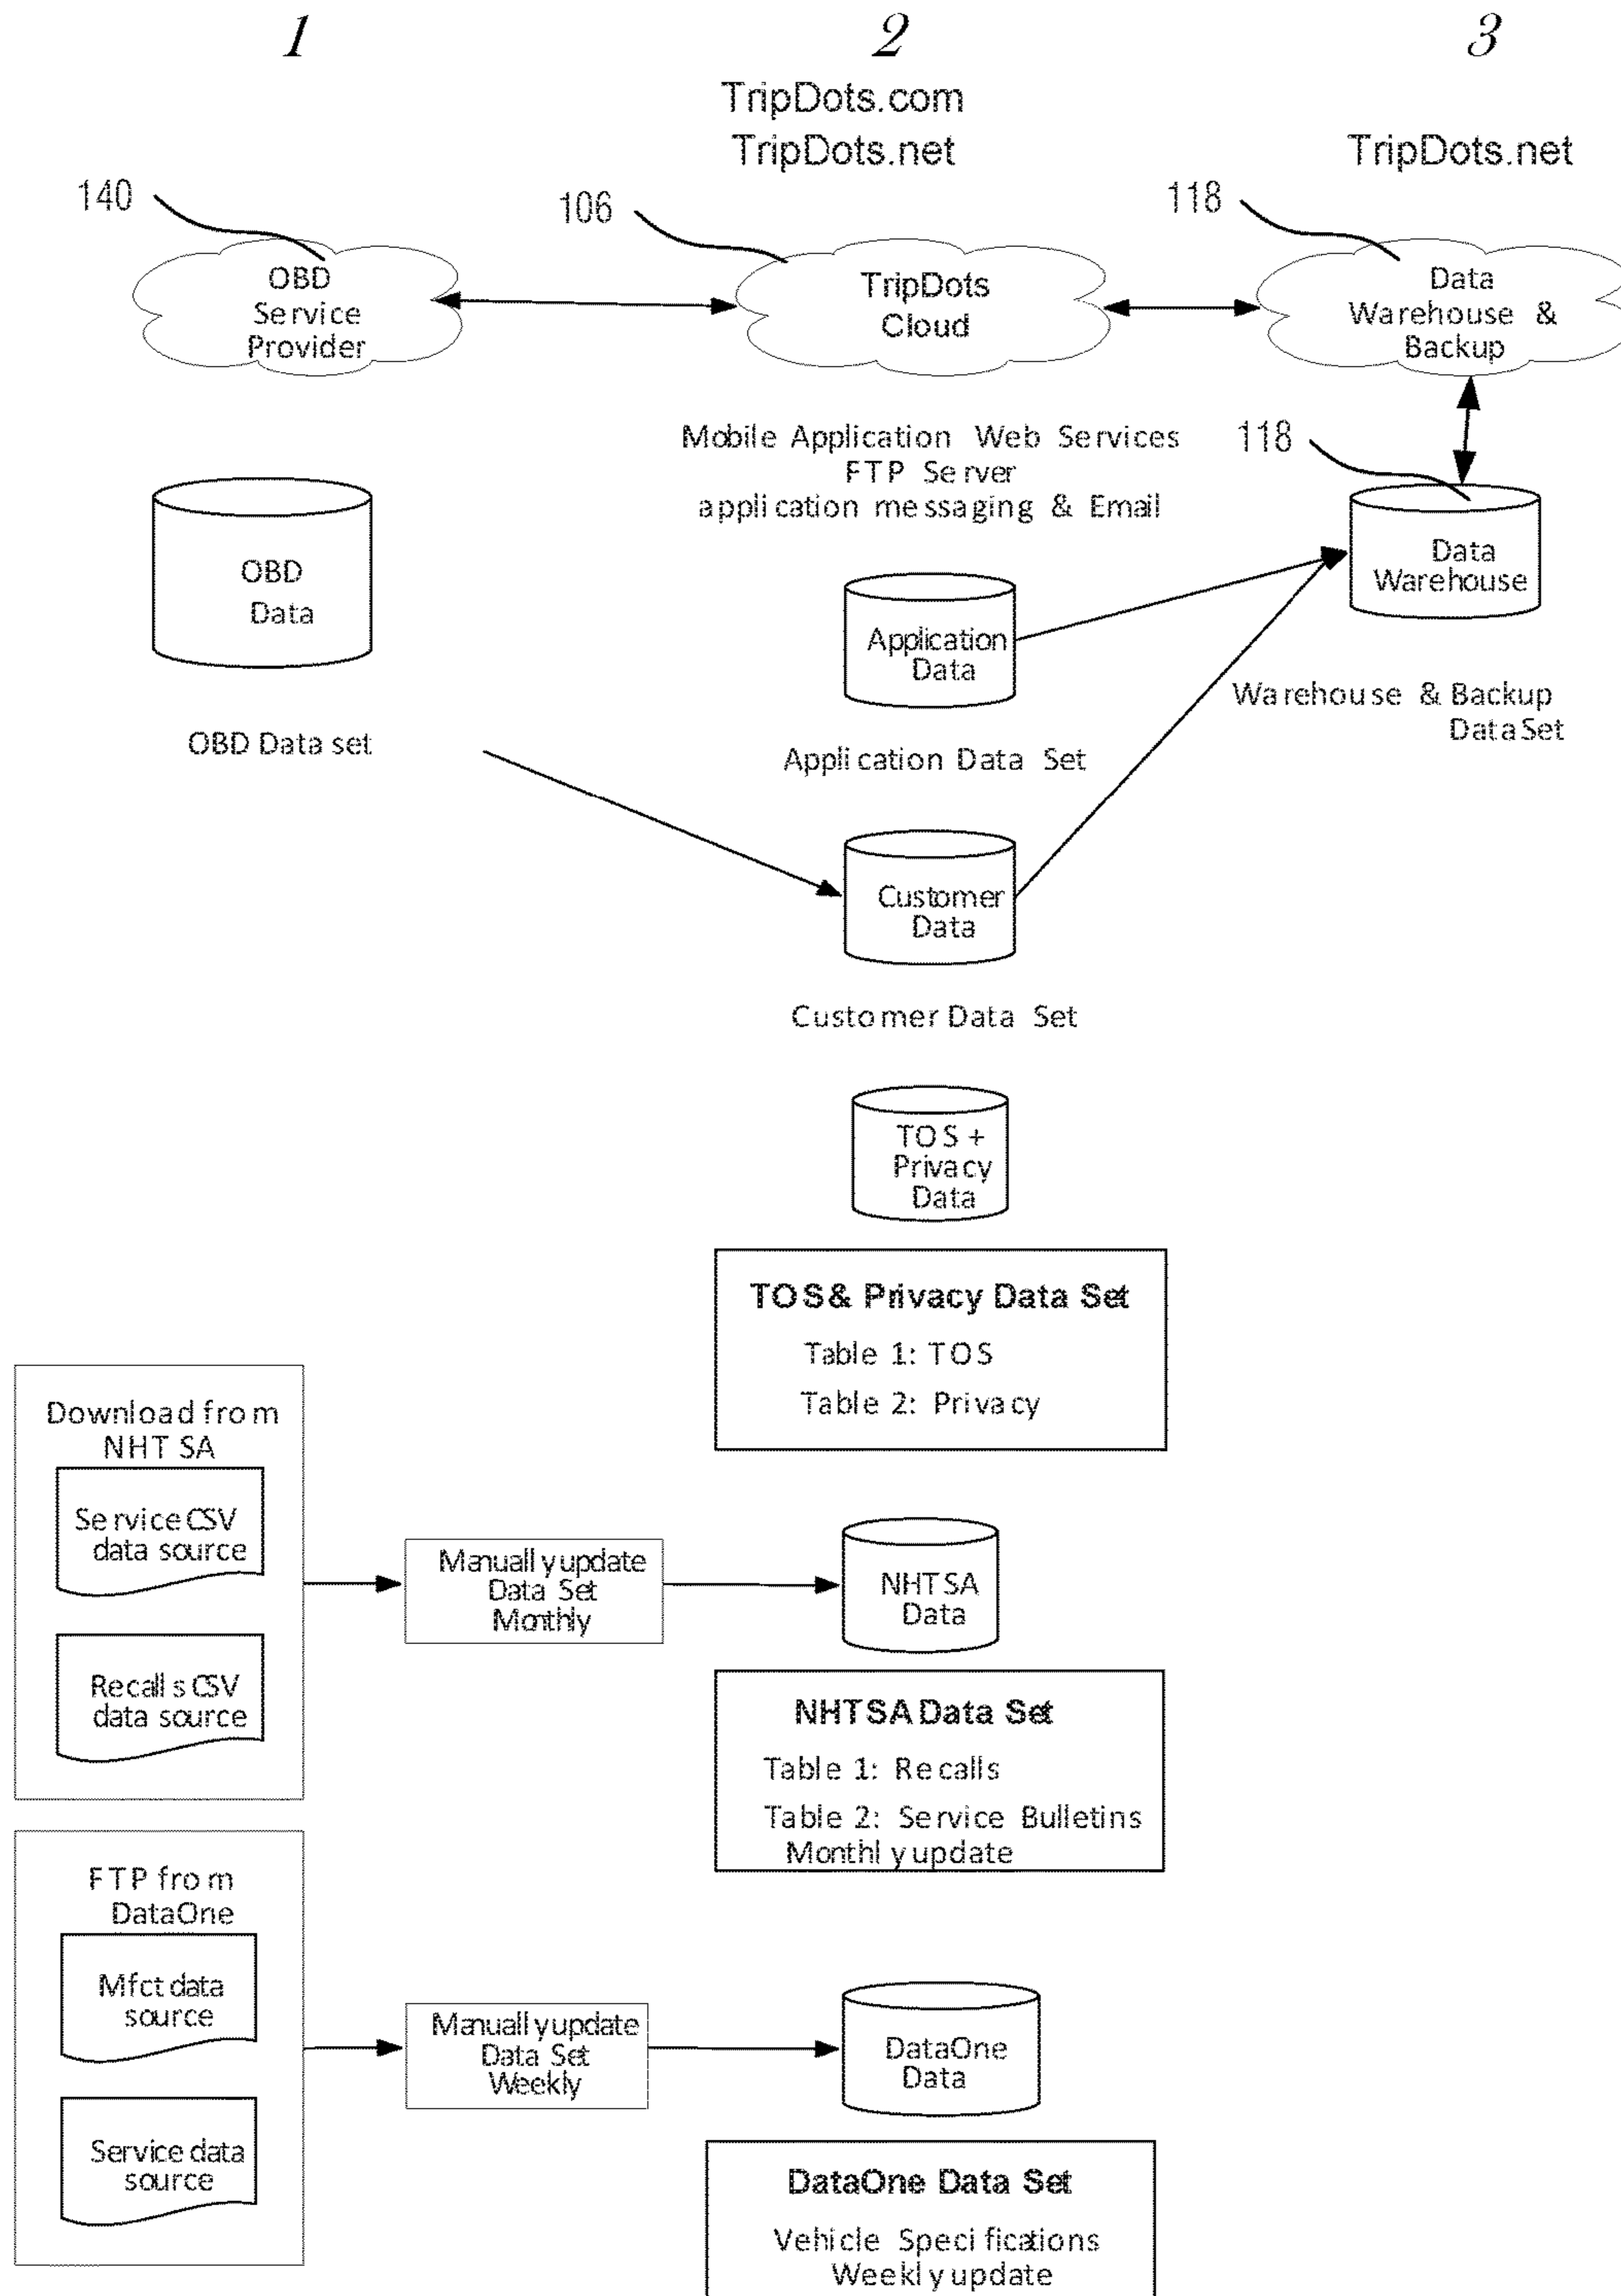 1
2
3
TripDots.com
TripDots.net
TripDots.net
140
106
118
OBD
Service
Provider
TripDots
Cloud
Data
Warehouse &
Backup
Mobile Application Web Services
FTP Server
application messaging & Email
118
OBD
Data
Data
Warehouse
Application
Data
Warehouse & Backup
DataSet
OBD Data set
Application Data Set
Customer
Data
Customer Data Set
TOS +
Privacy
Data
TOS & Privacy Data Set
Table 1: TOS
Table 2: Privacy
Download from
NHTSA
Service CSV
data source
Recalls CSV
data source
Manually update
Data Set
Monthly
NHTSA
Data
NHTSA Data Set
Table 1: Recalls
Table 2: Service Bulletins
Monthly update
FTP from
DataOne
Mfct data
source
Service data
source
Manually update
Data Set
Weekly
DataOne
Data
DataOne Data Set
Vehicle Specifications
Weekly update